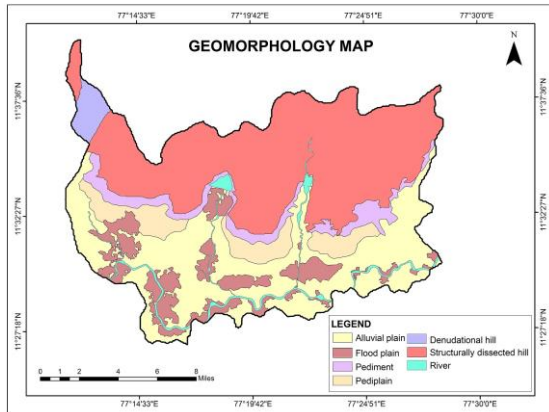 77°14'33"E 77°19'42"E 77°24'51"E 77°30'0"E
GEOMORPHOLOGY MAP
N
11°37'36"N 11°37'36"N
11°32'27"N 11°32'27"N
11°27'18"N 11°27'18"N
LEGEND
Alluvial plain
Flood plain
Pediment
Pediplain
Denudational hill
Structurally dissected hill
River
0 1 2 4 6 8
Miles
77°14'33"E 77°19'42"E 77°24'51"E 77°30'0"E